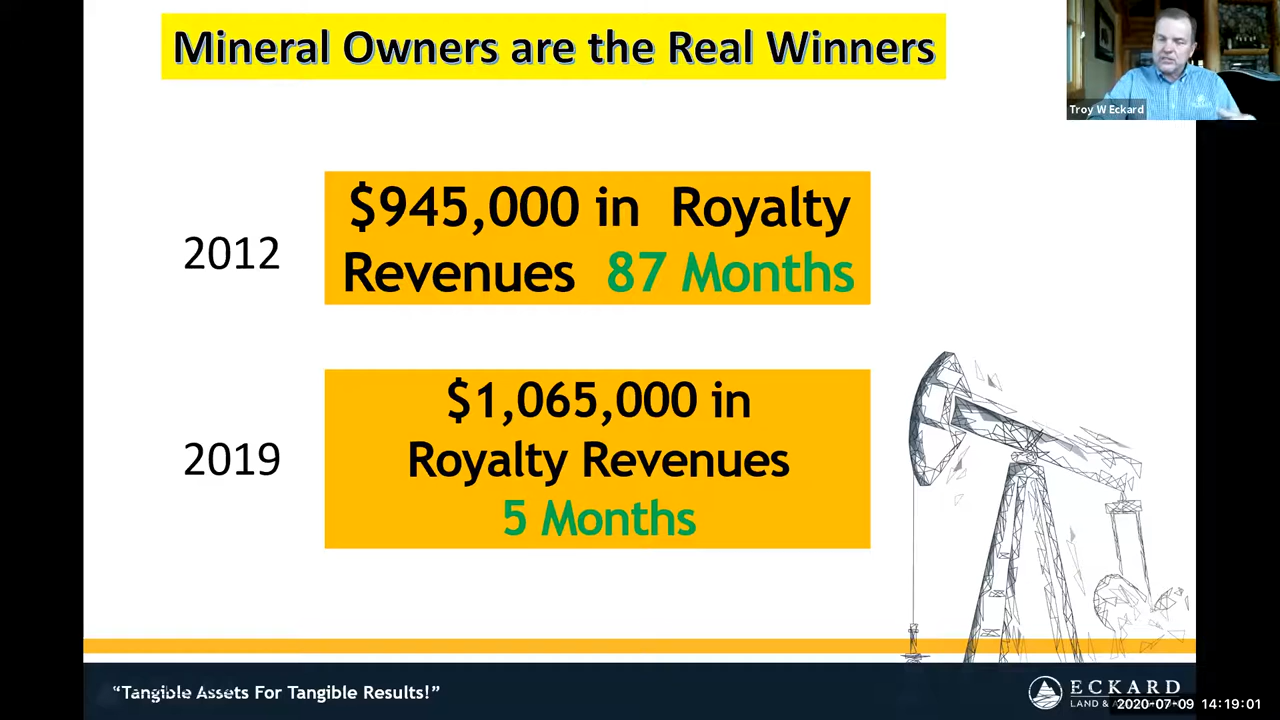 Mineral Owners are the Real Winners
Troy W Eckard
2012
$945,000 in Royalty
Revenues 87 Months
2019
$1,065,000 in
Royalty Revenues
5 Months
“Tangible Assets For Tangible Results!”
ECKARD
LAND &
2020-07-09 14:19:01